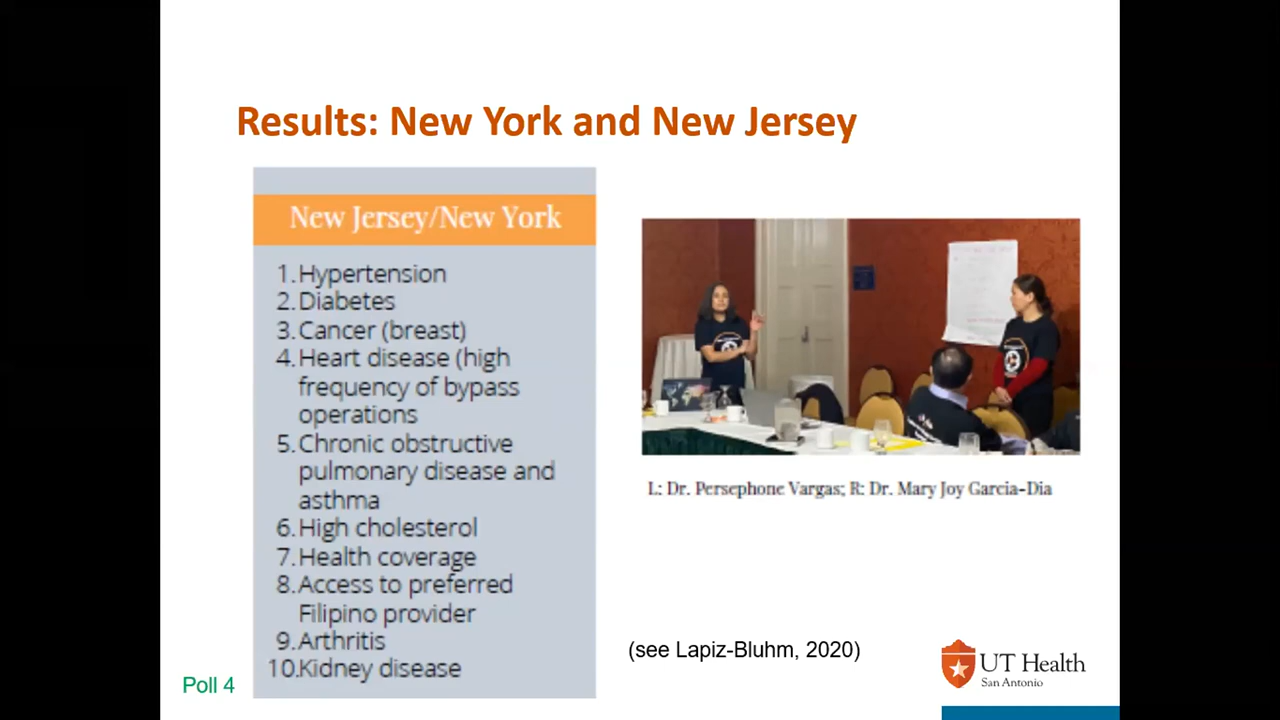 Results: New York and New Jersey
New Jersey/New York
1.Hypertension
2.Diabetes
3.Cancer (breast)
4.Heart disease (high
frequency of bypass
operations
5.Chronic obstructive
pulmonary disease and
asthma
6.High cholesterol
7.Health coverage
8.Access to preferred
Filipino provider
9.Arthritis
10.Kidney disease
L: Dr. Persephone Vargas; R: Dr. Mary Joy Garcia-Dia
(see Lapiz-Bluhm, 2020)
Poll 4
UT Health
San Antonio